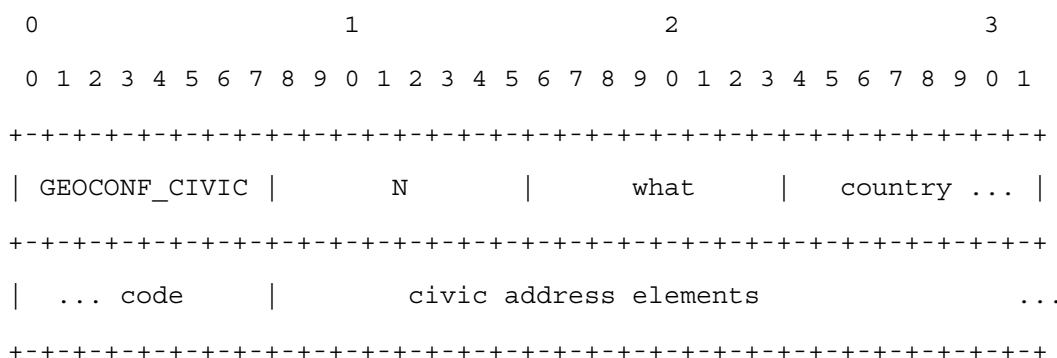 0                   1                   2                   3
0 1 2 3 4 5 6 7 8 9 0 1 2 3 4 5 6 7 8 9 0 1 2 3 4 5 6 7 8 9 0 1
+-+-+-+-+-+-+-+-+-+-+-+-+-+-+-+-+-+-+-+-+-+-+-+-+-+-+-+-+-+-+-+-+
| GEOCONF_CIVIC |       N       |      what     |   country ... |
+-+-+-+-+-+-+-+-+-+-+-+-+-+-+-+-+-+-+-+-+-+-+-+-+-+-+-+-+-+-+-+-+
|  ... code     |        civic address elements                ...
+-+-+-+-+-+-+-+-+-+-+-+-+-+-+-+-+-+-+-+-+-+-+-+-+-+-+-+-+-+-+-+-+